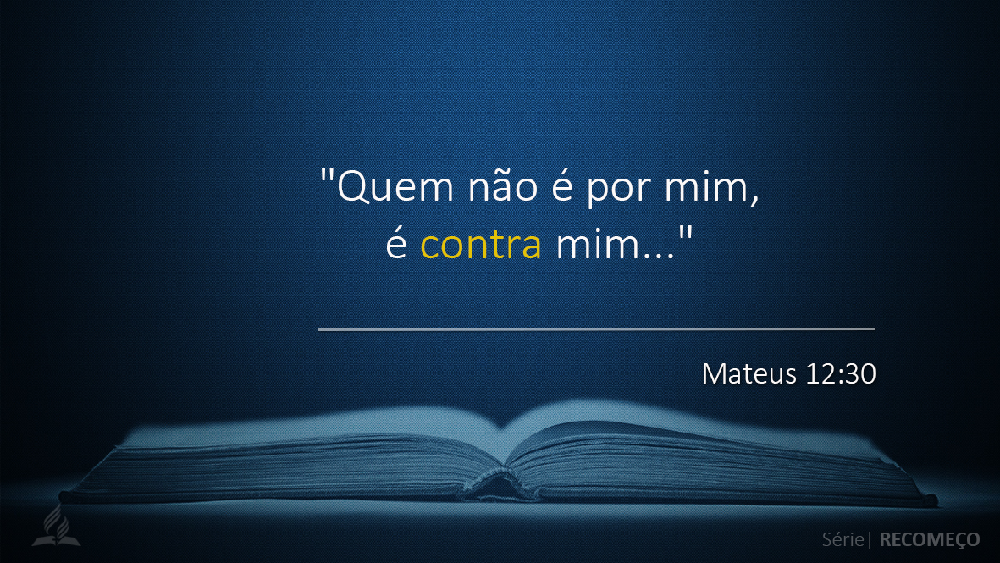 "Quem não é por mim,
é contra mim..."
Mateus 12:30
Série| RECOMEÇO